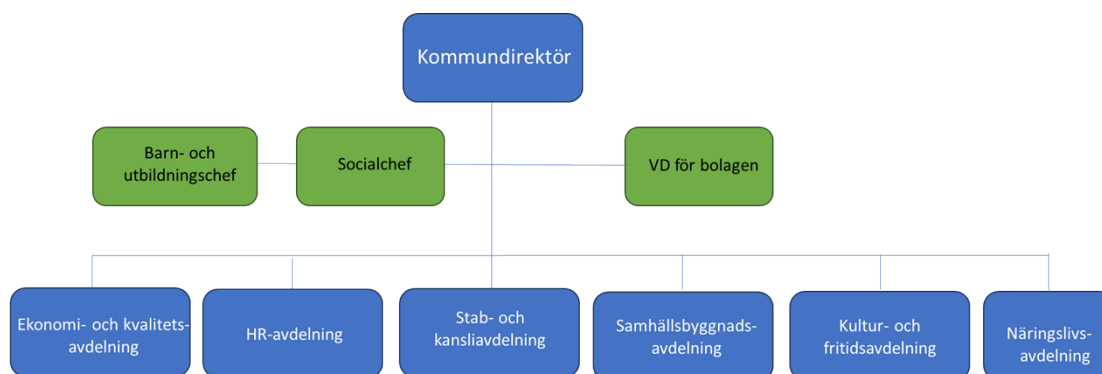 Kommundirektör
Barn- och
utbildningschef
Socialchef
VD för bolagen
Ekonomi- och kvalitets-
avdelning
HR-avdelning
Stab- och
kansliavdelning
Samhällsbyggnads-
avdelning
Kultur- och
fritidsavdelning
Näringslivs-
avdelning